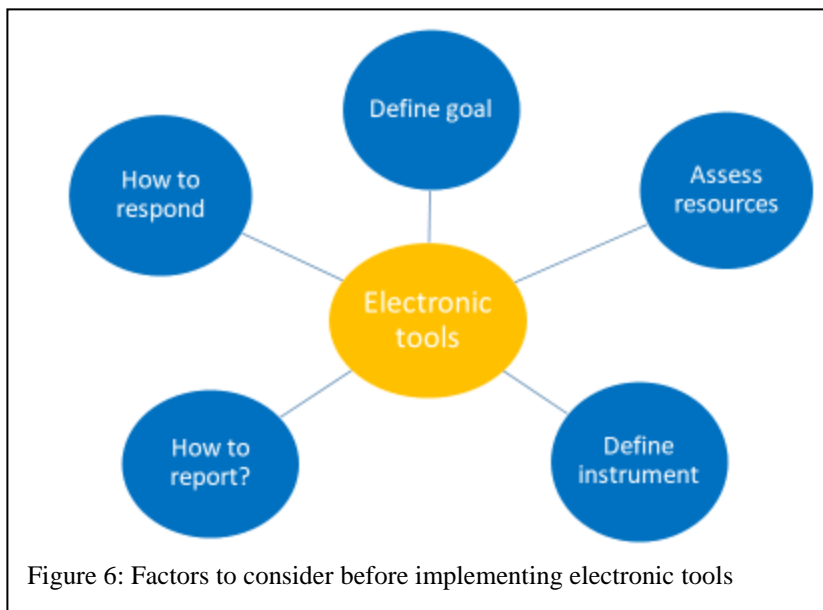 Define goal
How to
respond
Assess
resources
Electronic
tools
How to
report?
Define
instrument
Figure 6: Factors to consider before implementing electronic tools